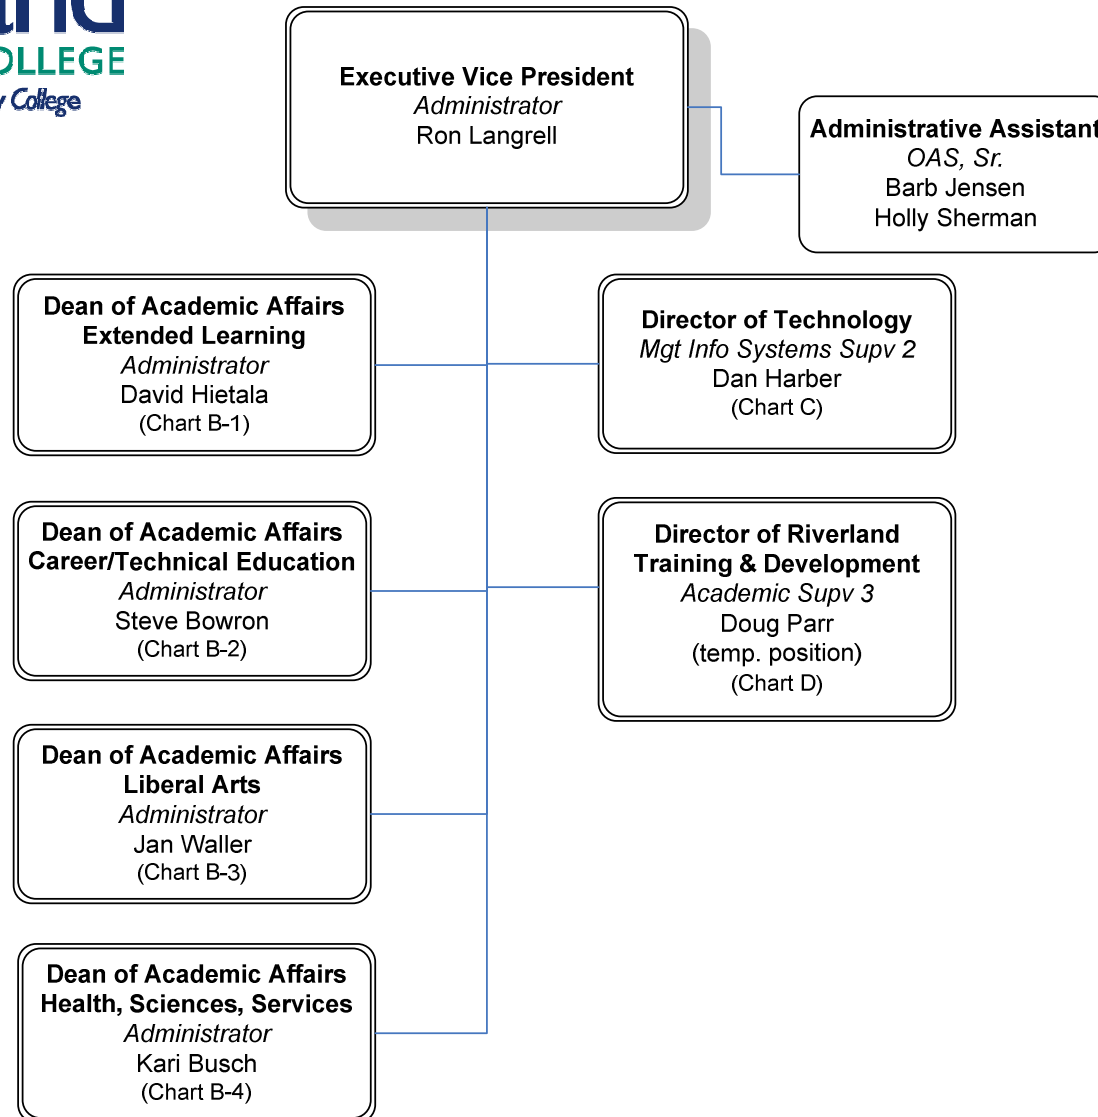 OLLEGE
College
Executive Vice President
Administrator
Ron Langrell
Administrative Assistant
OAS, Sr.
Barb Jensen
Holly Sherman
Dean of Academic Affairs
Extended Learning
Administrator
David Hietala
(Chart B-1)
Director of Technology
Mgt Info Systems Supv 2
Dan Harber
(Chart C)
Dean of Academic Affairs
Career/Technical Education
Administrator
Steve Bowron
(Chart B-2)
Director of Riverland
Training & Development
Academic Supv 3
Doug Parr
(temp. position)
(Chart D)
Dean of Academic Affairs
Liberal Arts
Administrator
Jan Waller
(Chart B-3)
Dean of Academic Affairs
Health, Sciences, Services
Administrator
Kari Busch
(Chart B-4)